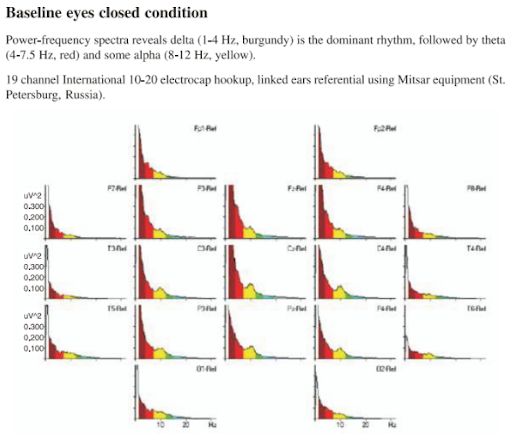 Baseline eyes closed condition
Power-frequency spectra reveals delta (1-4 Hz, burgundy) is the dominant rhythm, followed by theta
(4-7.5 Hz, red) and some alpha (8-12 Hz, yellow).
19 channel International 10-20 electrocap hookup, linked ears referential using Mitsar equipment (St.
Petersburg, Russia).
Fp1-Ref Fp2-Ref
F7-Ref F3-Ref Fz-Ref F4-Ref F8-Ref
uV^2
0.300
0.200
0.100
T3-Ref C3-Ref Cz-Ref C4-Ref T4-Ref
uV^2
0.300
0.200
0.100
T5-Ref P3-Ref Pz-Ref P4-Ref T6-Ref
uV^2
0.300
0.200
0.100
O1-Ref O2-Ref
10 20 Hz 10 20 Hz